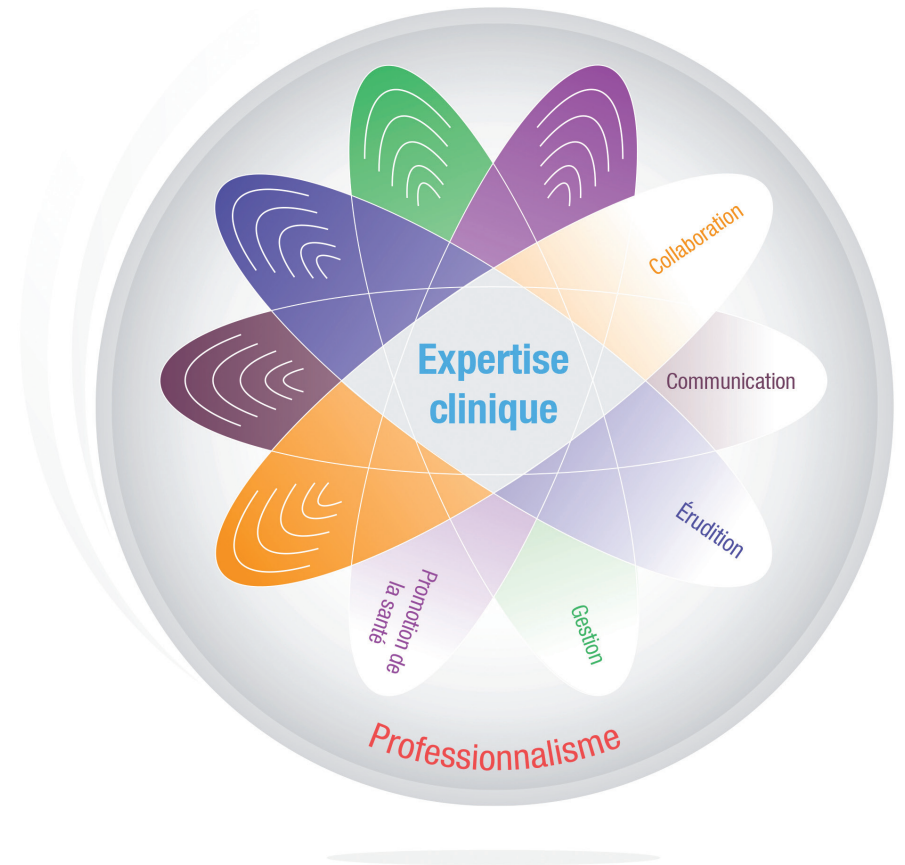 Collaboration
Expertise
clinique
Communication
Érudition
Promotion de
la santé
Gestion
Professionnalisme